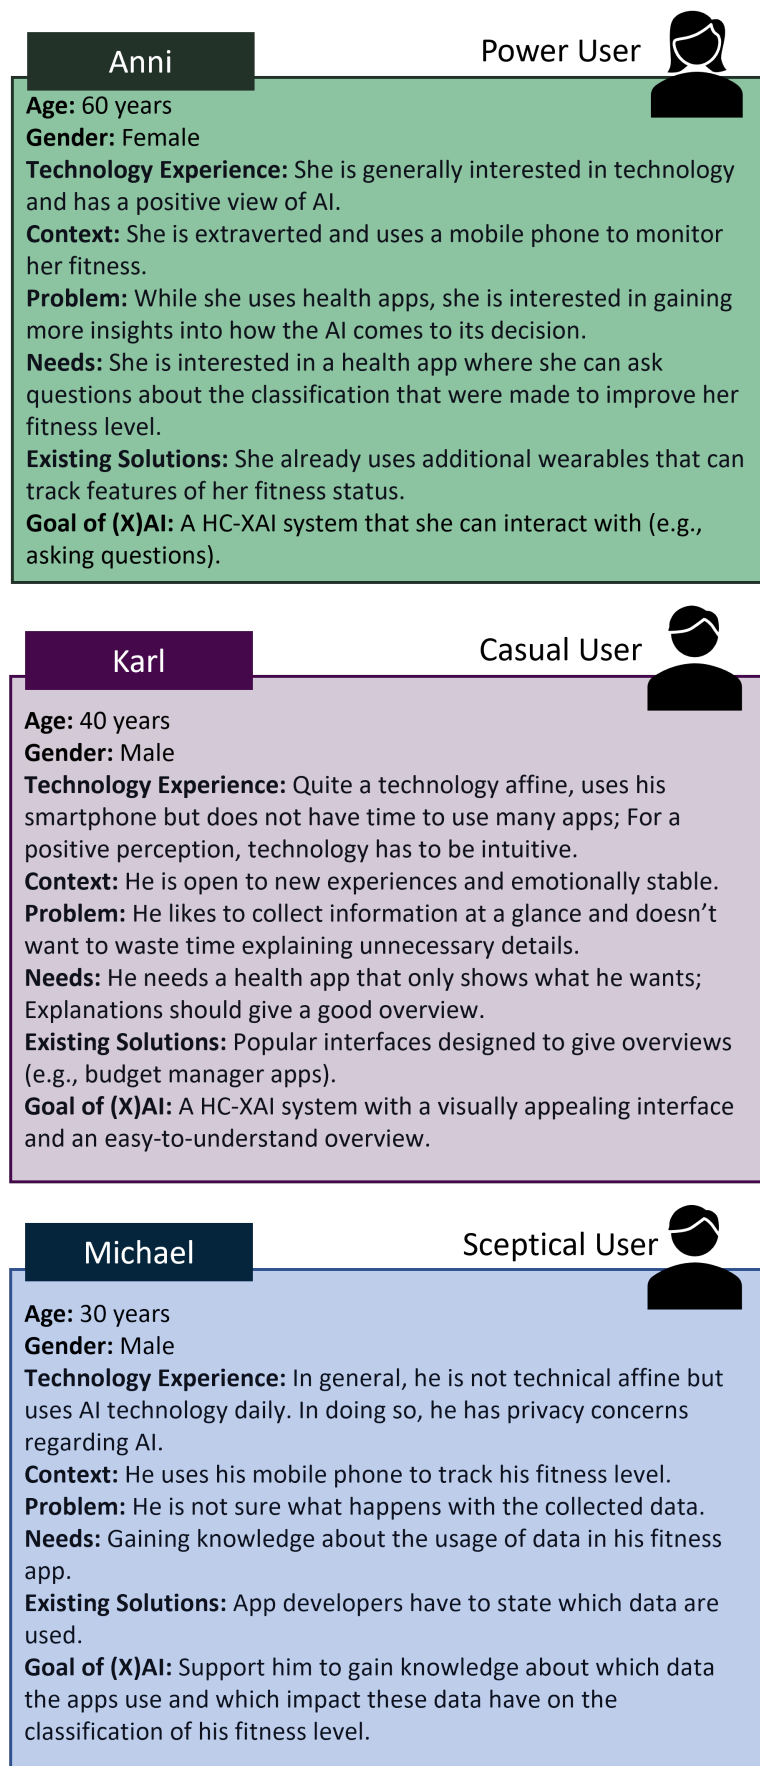 Anni
Power User
Age: 60 years
Gender: Female
Technology Experience: She is generally interested in technology
and has a positive view of AI.
Context: She is extraverted and uses a mobile phone to monitor
her fitness.
Problem: While she uses health apps, she is interested in gaining
more insights into how the AI comes to its decision.
Needs: She is interested in a health app where she can ask
questions about the classification that were made to improve her
fitness level.
Existing Solutions: She already uses additional wearables that can
track features of her fitness status.
Goal of (X)AI: A HC-XAI system that she can interact with (e.g.,
asking questions).
Karl
Casual User
Age: 40 years
Gender: Male
Technology Experience: Quite a technology affine, uses his
smartphone but does not have time to use many apps; For a
positive perception, technology has to be intuitive.
Context: He is open to new experiences and emotionally stable.
Problem: He likes to collect information at a glance and doesn't
want to waste time explaining unnecessary details.
Needs: He needs a health app that only shows what he wants;
Explanations should give a good overview.
Existing Solutions: Popular interfaces designed to give overviews
(e.g., budget manager apps).
Goal of (X)AI: A HC-XAI system with a visually appealing interface
and an easy-to-understand overview.
Michael
Sceptical User
Age: 30 years
Gender: Male
Technology Experience: In general, he is not technical affine but
uses AI technology daily. In doing so, he has privacy concerns
regarding AI.
Context: He uses his mobile phone to track his fitness level.
Problem: He is not sure what happens with the collected data.
Needs: Gaining knowledge about the usage of data in his fitness
app.
Existing Solutions: App developers have to state which data are
used.
Goal of (X)AI: Support him to gain knowledge about which data
the apps use and which impact these data have on the
classification of his fitness level.